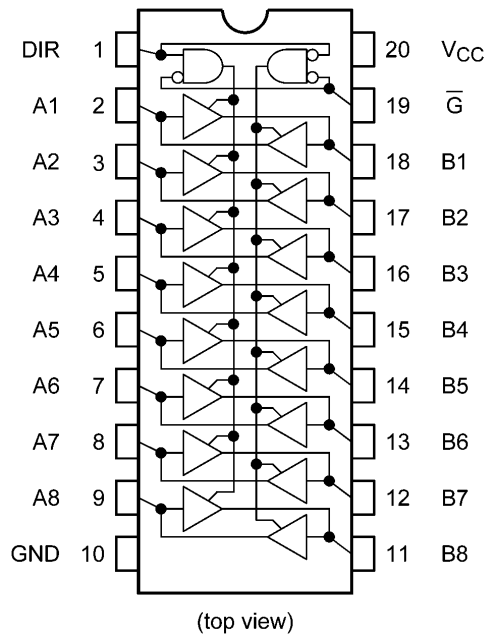 DIR 1 20 VCC
A1 2 19 G̅
A2 3 18 B1
A3 4 17 B2
A4 5 16 B3
A5 6 15 B4
A6 7 14 B5
A7 8 13 B6
A8 9 12 B7
GND 10 11 B8
(top view)